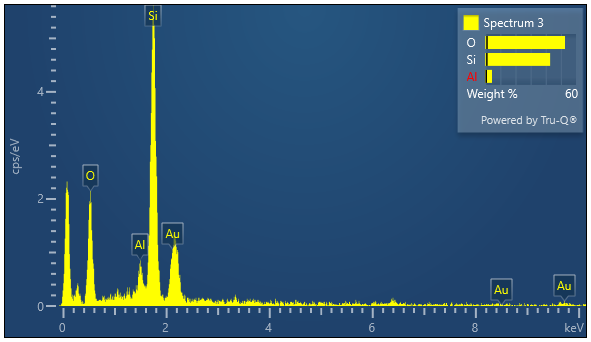 Si
Spectrum 3
O
Si
Al
Weight % 60
Powered by Tru-Q®
cps/eV
4
O
2
Al
Au
Au
Au
0
0 2 4 6 8 keV